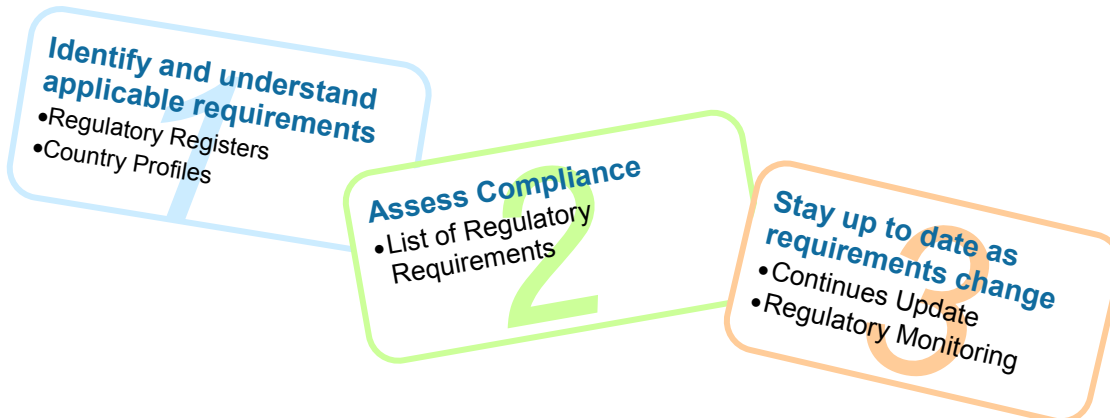 1
Identify and understand
applicable requirements
•Regulatory Registers
•Country Profiles
2
Assess Compliance
•List of Regulatory
Requirements
3
Stay up to date as
requirements change
•Continues Update
•Regulatory Monitoring